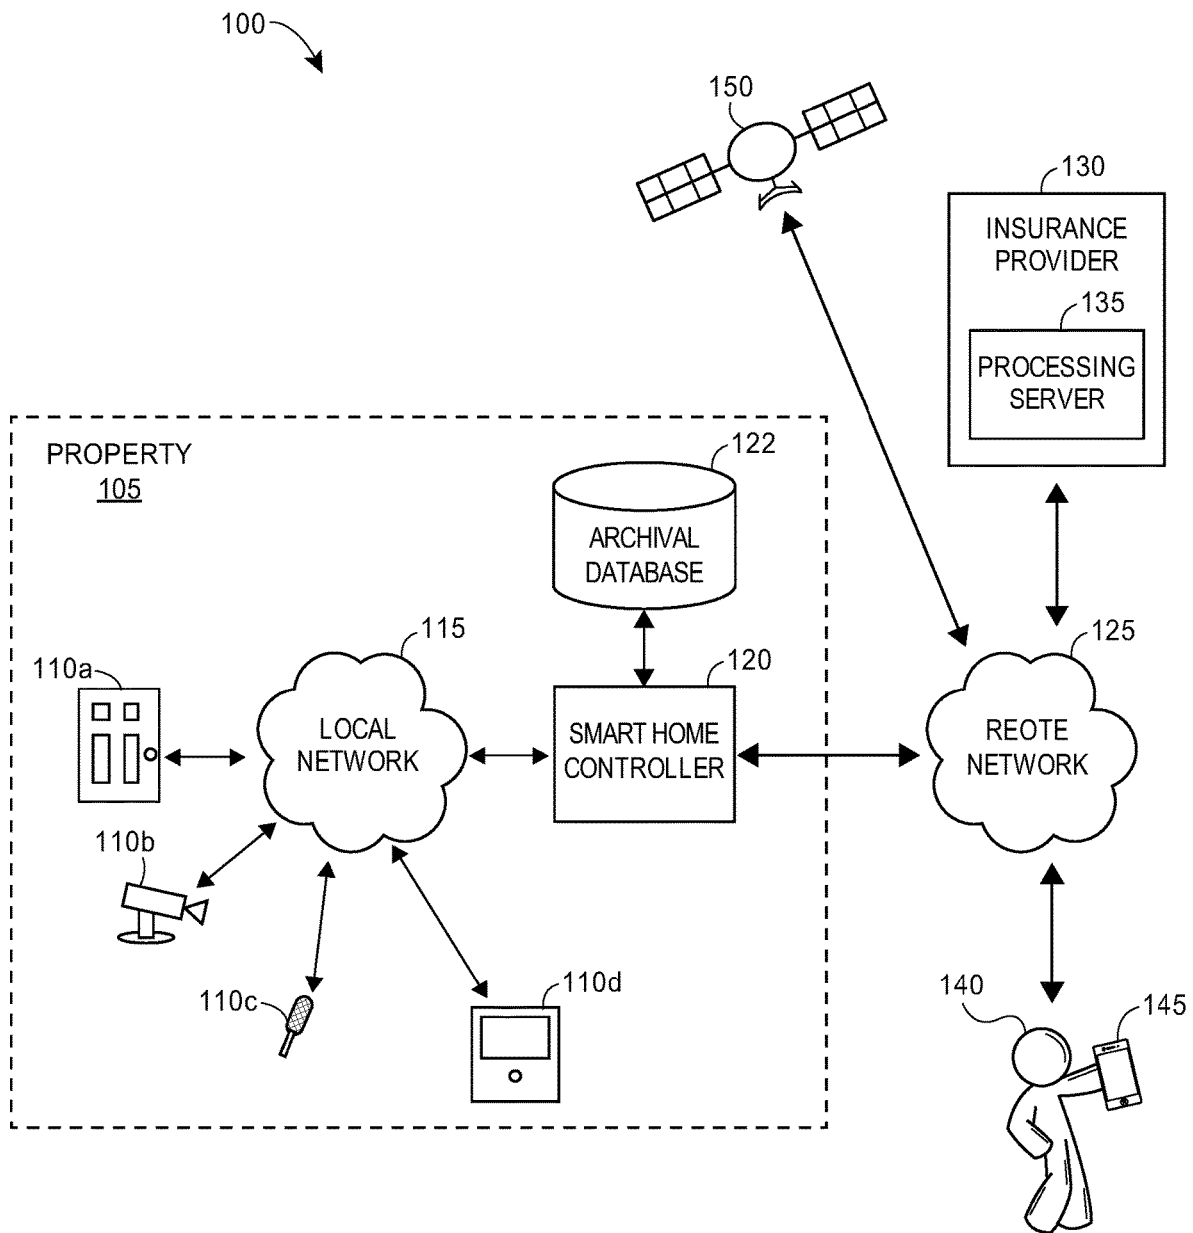 100
150
130
INSURANCE
PROVIDER
135
PROCESSING
SERVER
PROPERTY
105
122
ARCHIVAL
DATABASE
115
LOCAL
NETWORK
120
SMART HOME
CONTROLLER
125
REOTE
NETWORK
110a
110b
110c
110d
140
145